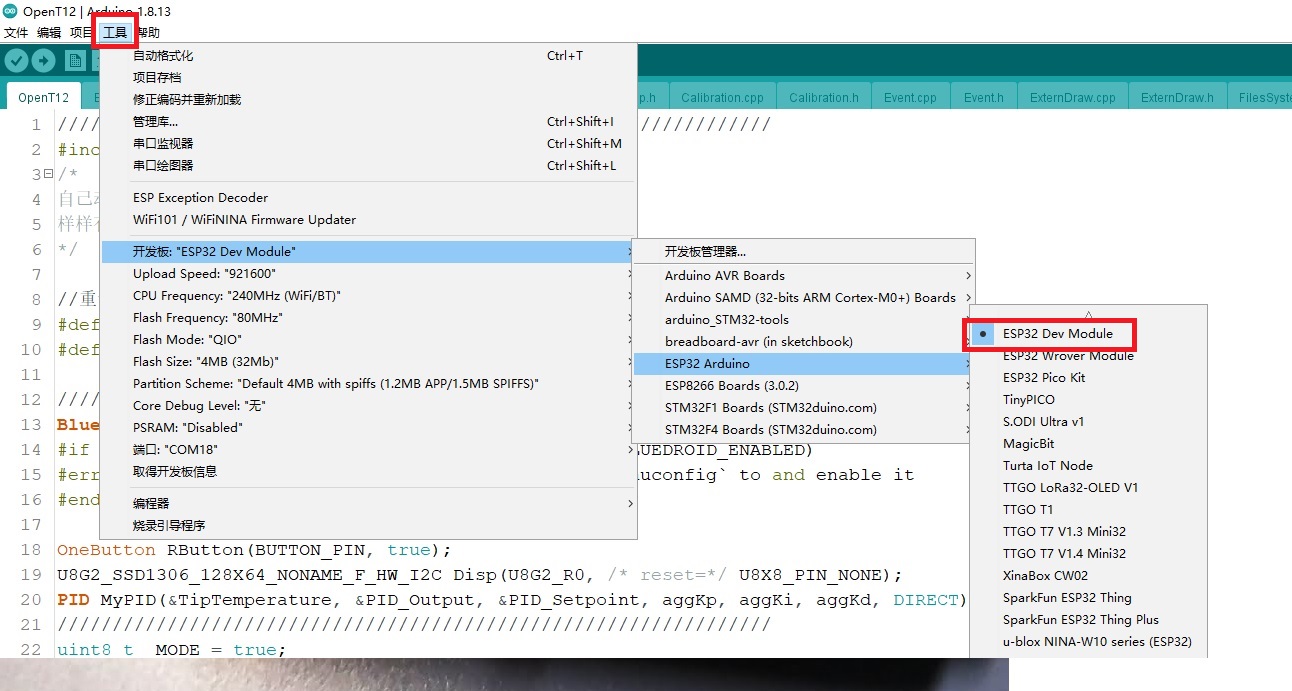 OpenT12 | Arduino 1.8.13
文件 编辑 项目 工具 帮助
自动格式化 Ctrl+T
项目存档
修正编码并重新加载
管理库... Ctrl+Shift+I
串口监视器 Ctrl+Shift+M
串口绘图器 Ctrl+Shift+L
ESP Exception Decoder
WiFi101 / WiFiNINA Firmware Updater
开发板: "ESP32 Dev Module"
Upload Speed: "921600"
CPU Frequency: "240MHz (WiFi/BT)"
Flash Frequency: "80MHz"
Flash Mode: "QIO"
Flash Size: "4MB (32Mb)"
Partition Scheme: "Default 4MB with spiffs (1.2MB APP/1.5MB SPIFFS)"
Core Debug Level: "无"
PSRAM: "Disabled"
端口: "COM18"
取得开发板信息
编程器
烧录引导程序
开发板管理器...
Arduino AVR Boards
Arduino SAMD (32-bits ARM Cortex-M0+) Boards
arduino_STM32-tools
breadboard-avr (in sketchbook)
ESP32 Arduino
ESP8266 Boards (3.0.2)
STM32F1 Boards (STM32duino.com)
STM32F4 Boards (STM32duino.com)
ESP32 Dev Module
ESP32 Wrover Module
ESP32 Pico Kit
TinyPICO
S.ODI Ultra v1
MagicBit
Turta IoT Node
TTGO LoRa32-OLED V1
TTGO T1
TTGO T7 V1.3 Mini32
TTGO T7 V1.4 Mini32
XinaBox CW02
SparkFun ESP32 Thing
SparkFun ESP32 Thing Plus
u-blox NINA-W10 series (ESP32)
OpenT12 p.h Calibration.cpp Calibration.h Event.cpp Event.h ExternDraw.cpp ExternDraw.h FilesSyste
1 //// ////////////
2 #inc
3 /*
4 自己
5 样样
6 */
7
8 //重
9 #def
10 #def
11
12 ////
13 Blue
14 #if UEDROID_ENABLED)
15 #err uconfig` to and enable it
16 #end
17
18 OneButton RButton(BUTTON_PIN, true);
19 U8G2_SSD1306_128X64_NONAME_F_HW_I2C Disp(U8G2_R0, /* reset=*/ U8X8_PIN_NONE);
20 PID MyPID(&TipTemperature, &PID_Output, &PID_Setpoint, aggKp, aggKi, aggKd, DIRECT)
21 /////////////////////////////////////////////////////////////////
22 uint8_t MODE = true;